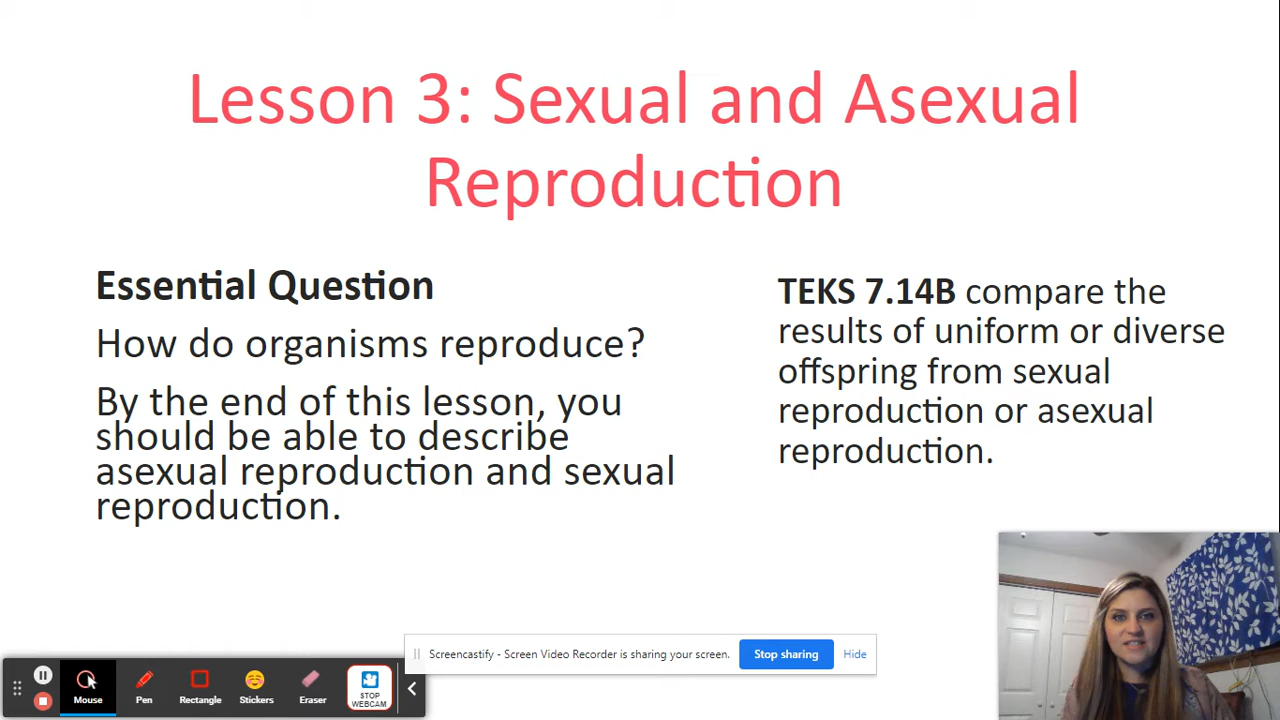 Lesson 3: Sexual and Asexual
Reproduction
Essential Question
How do organisms reproduce?
By the end of this lesson, you
should be able to describe
asexual reproduction and sexual
reproduction.
TEKS 7.14B compare the
results of uniform or diverse
offspring from sexual
reproduction or asexual
reproduction.
Screencastify - Screen Video Recorder is sharing your screen.
Stop sharing
Hide
Mouse
Pen
Rectangle
Stickers
Eraser
STOP
WEBCAM